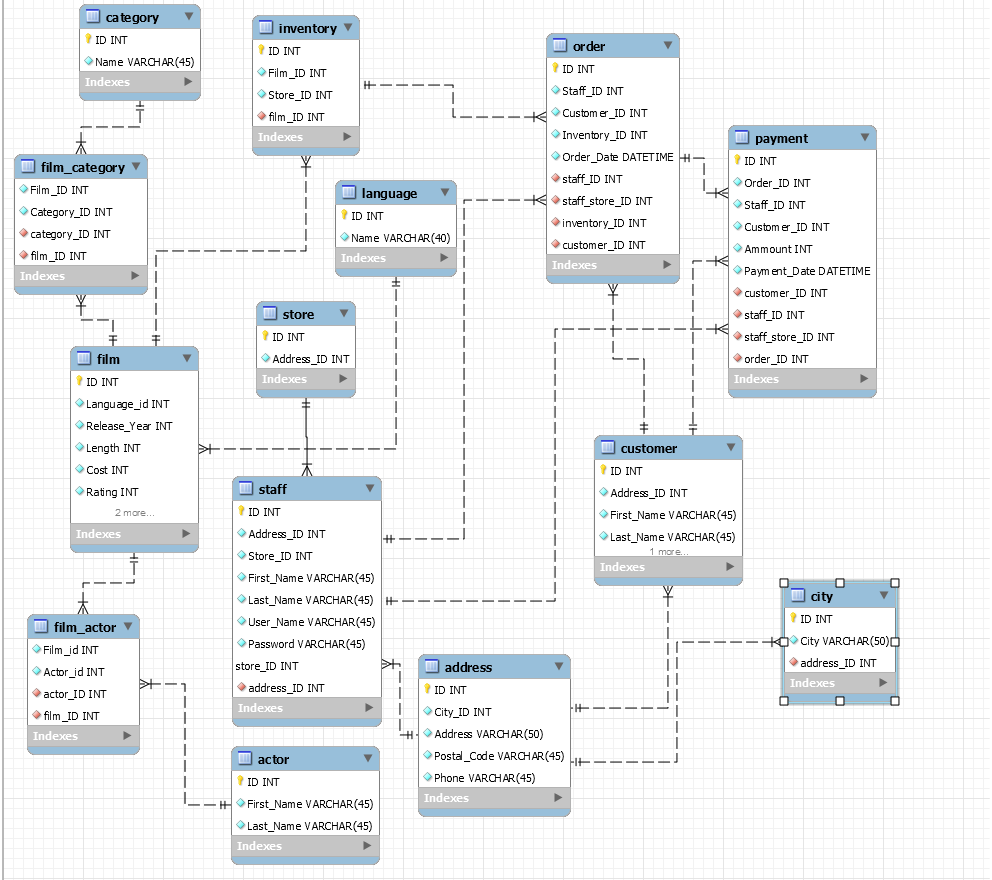 category
ID INT
Name VARCHAR(45)
Indexes
inventory
ID INT
Film_ID INT
Store_ID INT
film_ID INT
Indexes
order
ID INT
Staff_ID INT
Customer_ID INT
Inventory_ID INT
Order_Date DATETIME
staff_ID INT
staff_store_ID INT
inventory_ID INT
customer_ID INT
Indexes
payment
ID INT
Order_ID INT
Staff_ID INT
Customer_ID INT
Ammount INT
Payment_Date DATETIME
customer_ID INT
staff_ID INT
staff_store_ID INT
order_ID INT
Indexes
film_category
Film_ID INT
Category_ID INT
category_ID INT
film_ID INT
Indexes
language
ID INT
Name VARCHAR(40)
Indexes
store
ID INT
Address_ID INT
Indexes
film
ID INT
Language_id INT
Release_Year INT
Length INT
Cost INT
Rating INT
2 more...
Indexes
staff
ID INT
Address_ID INT
Store_ID INT
First_Name VARCHAR(45)
Last_Name VARCHAR(45)
User_Name VARCHAR(45)
Password VARCHAR(45)
store_ID INT
address_ID INT
Indexes
customer
ID INT
Address_ID INT
First_Name VARCHAR(45)
Last_Name VARCHAR(45)
1 more...
Indexes
city
ID INT
City VARCHAR(50)
address_ID INT
Indexes
film_actor
Film_id INT
Actor_id INT
actor_ID INT
film_ID INT
Indexes
address
ID INT
City_ID INT
Address VARCHAR(50)
Postal_Code VARCHAR(45)
Phone VARCHAR(45)
Indexes
actor
ID INT
First_Name VARCHAR(45)
Last_Name VARCHAR(45)
Indexes